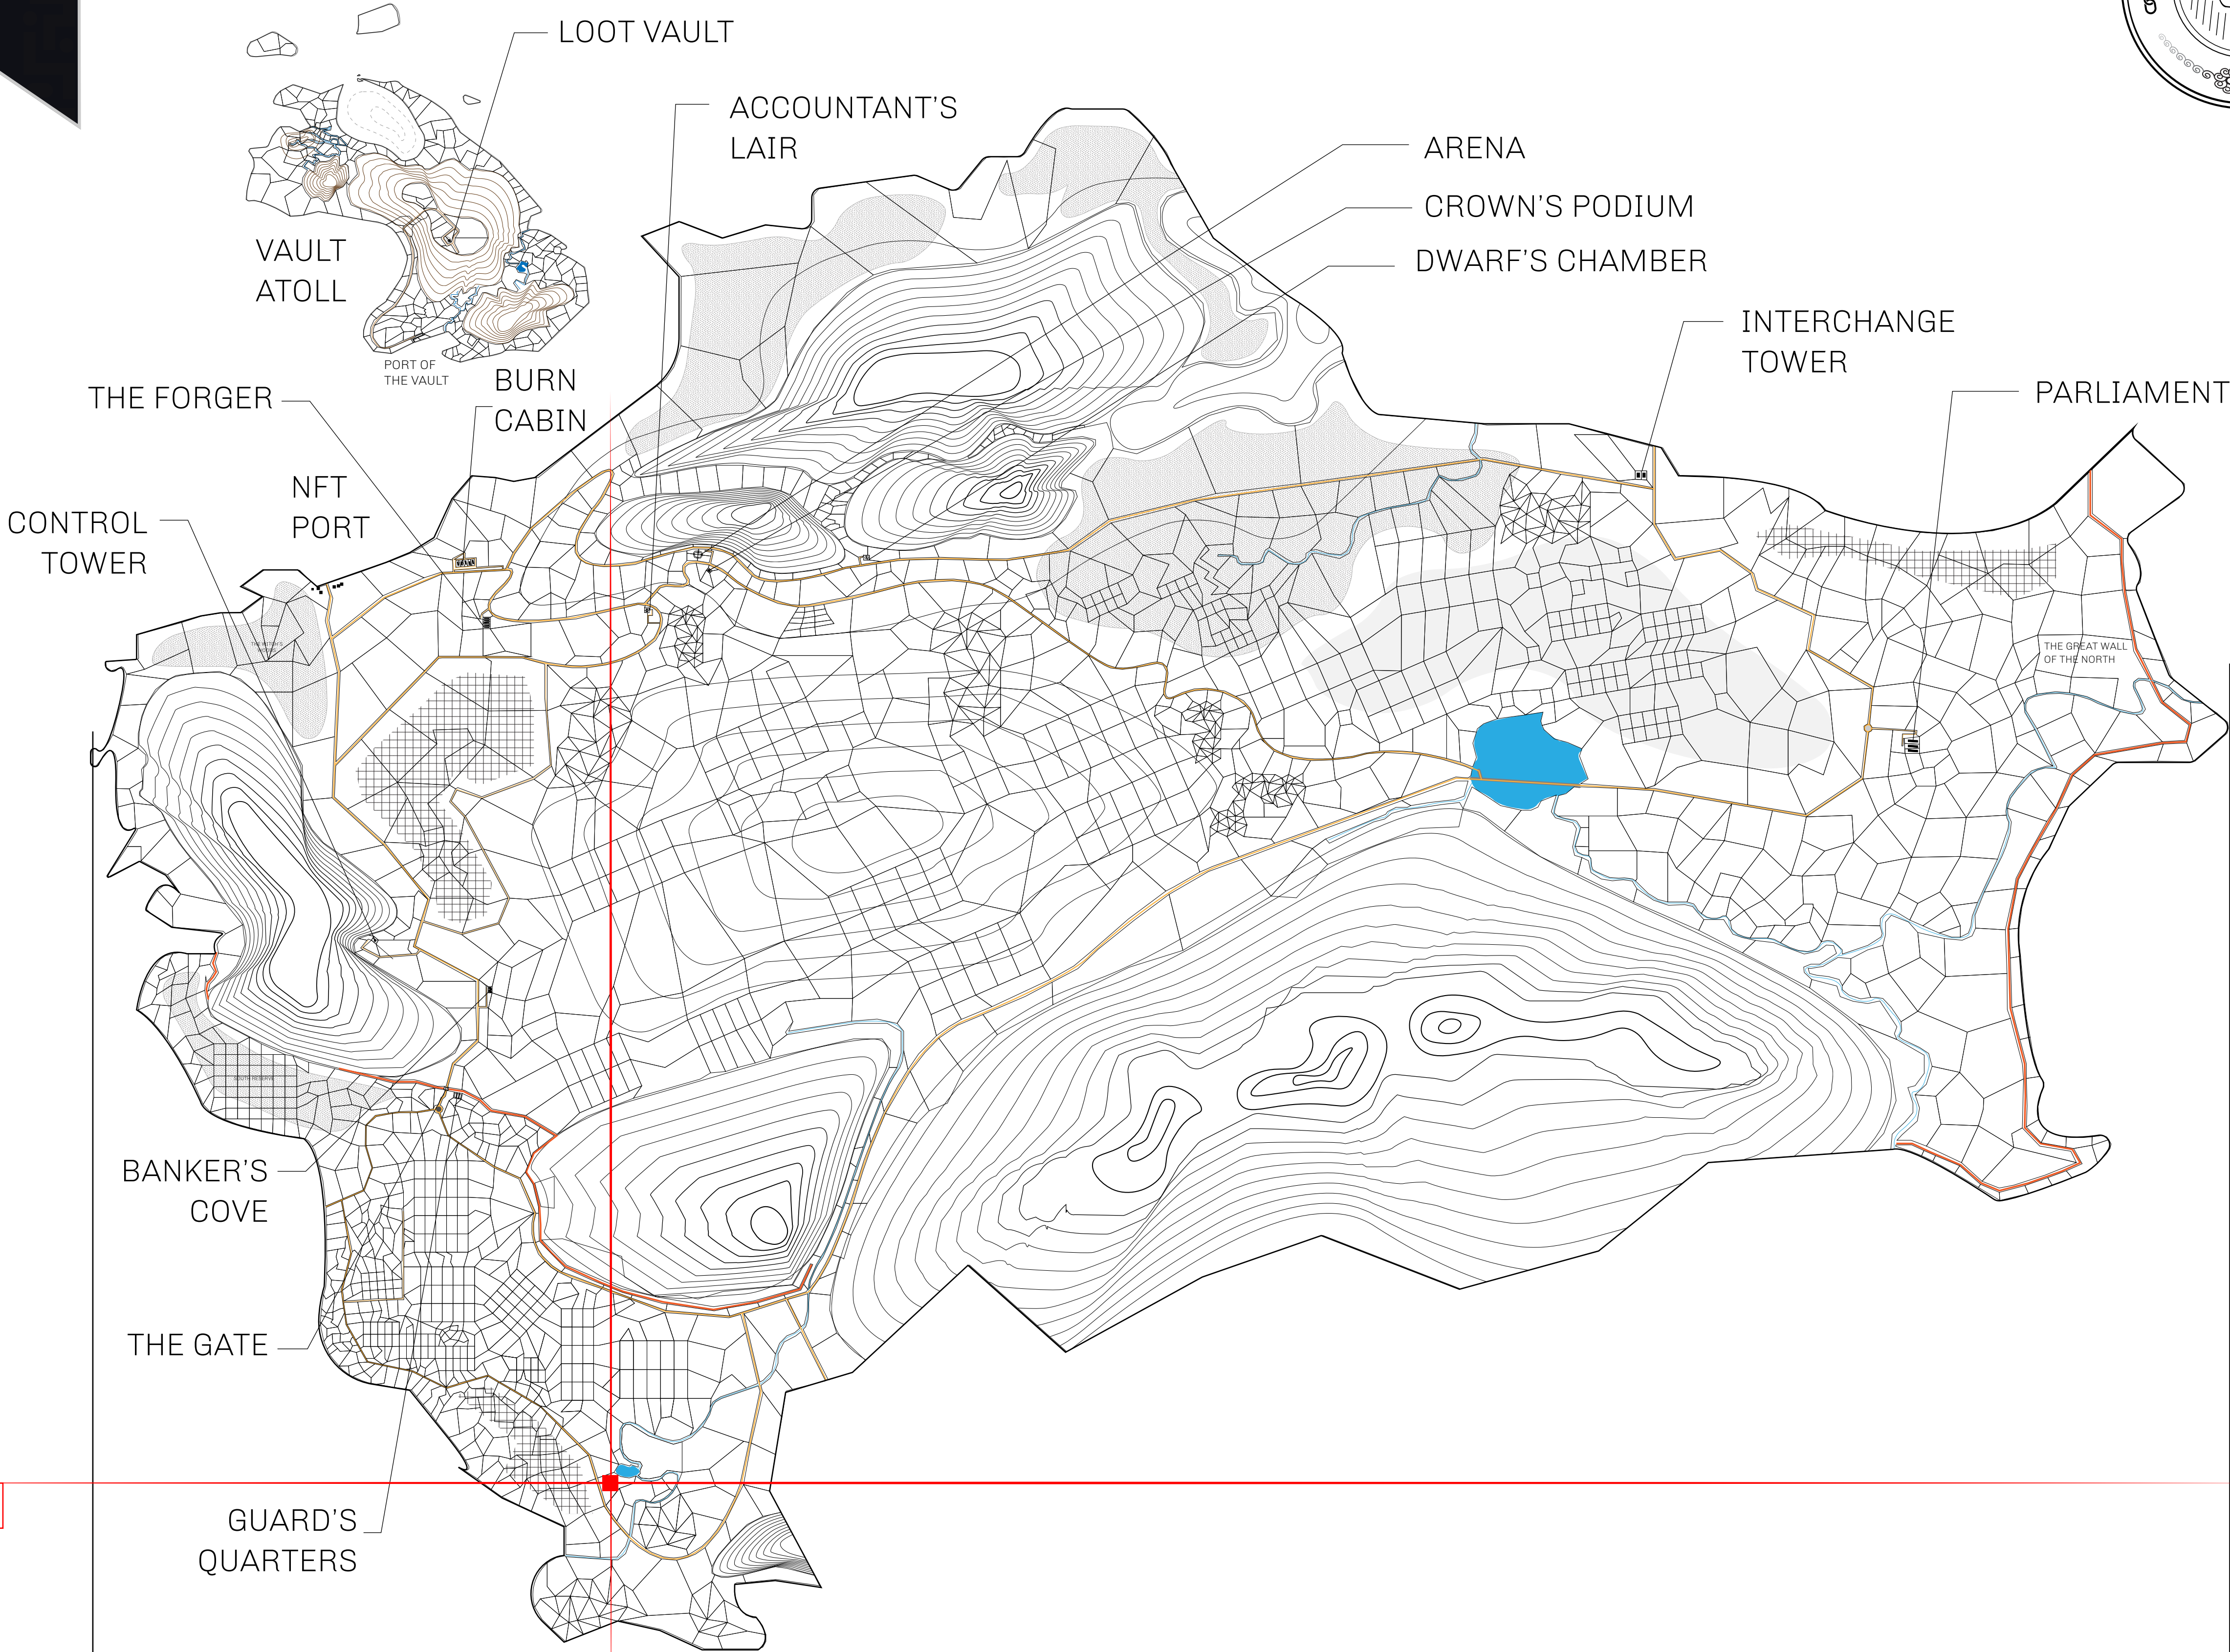 LOOT VAULT
ACCOUNTANT'S
LAIR
ARENA
CROWN'S PODIUM
DWARF'S CHAMBER
VAULT
ATOLL
INTERCHANGE
TOWER
PORT OF
THE VAULT
BURN
CABIN
THE FORGER
PARLIAMENT
NFT
PORT
CONTROL
TOWER
THE GREAT WALL
OF THE NORTH
SOUTH RESERVE
BANKER'S
COVE
THE GATE
GUARD'S
QUARTERS